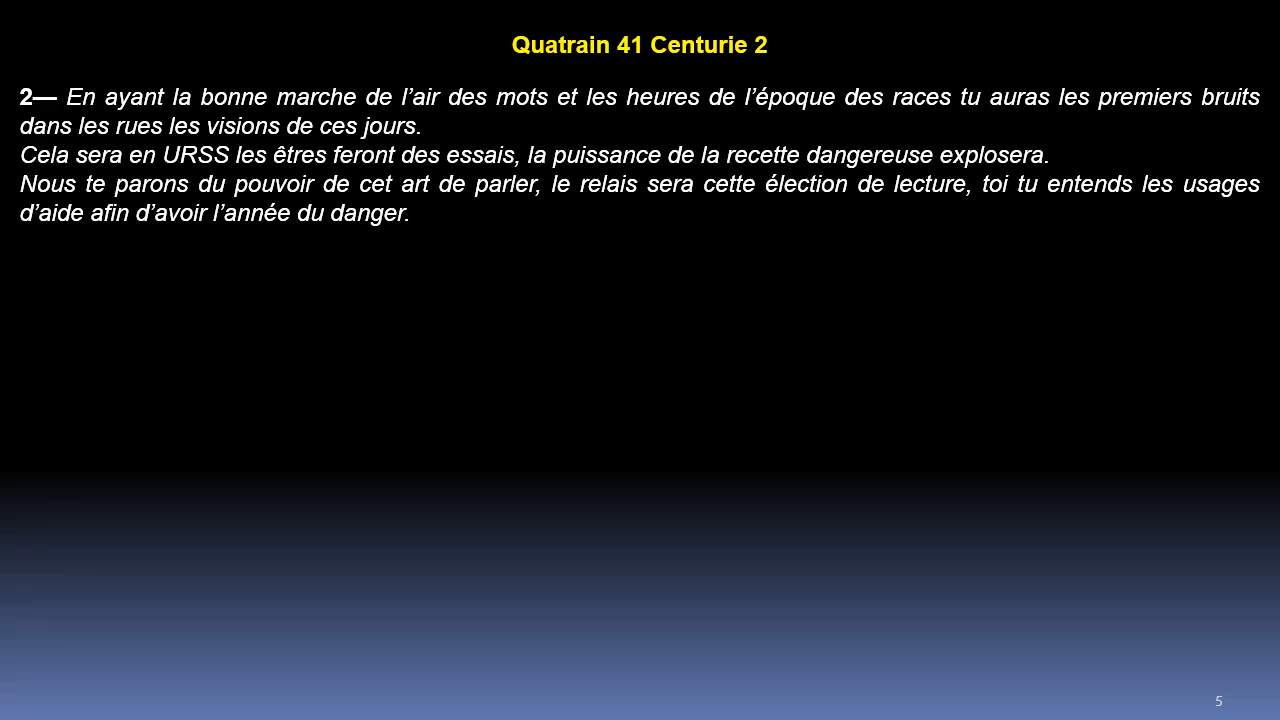 Quatrain 41 Centurie 2
2— En ayant la bonne marche de l’air des mots et les heures de l’époque des races tu auras les premiers bruits
dans les rues les visions de ces jours.
Cela sera en URSS les êtres feront des essais, la puissance de la recette dangereuse explosera.
Nous te parons du pouvoir de cet art de parler, le relais sera cette élection de lecture, toi tu entends les usages
d’aide afin d’avoir l’année du danger.
5